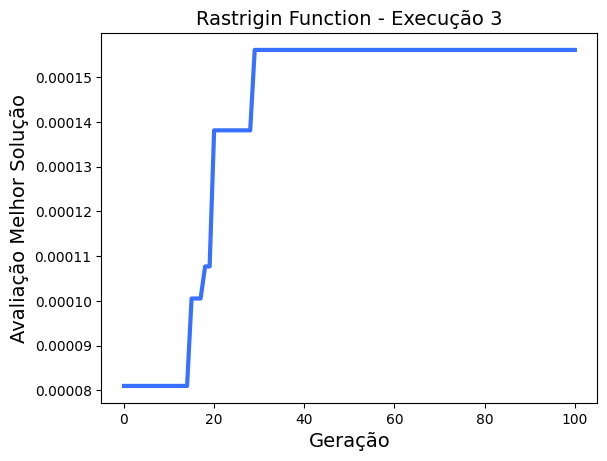 Rastrigin Function - Execução 3
Avaliação Melhor Solução
0.00015
0.00014
0.00013
0.00012
0.00011
0.00010
0.00009
0.00008
0 20 40 60 80 100
Geração